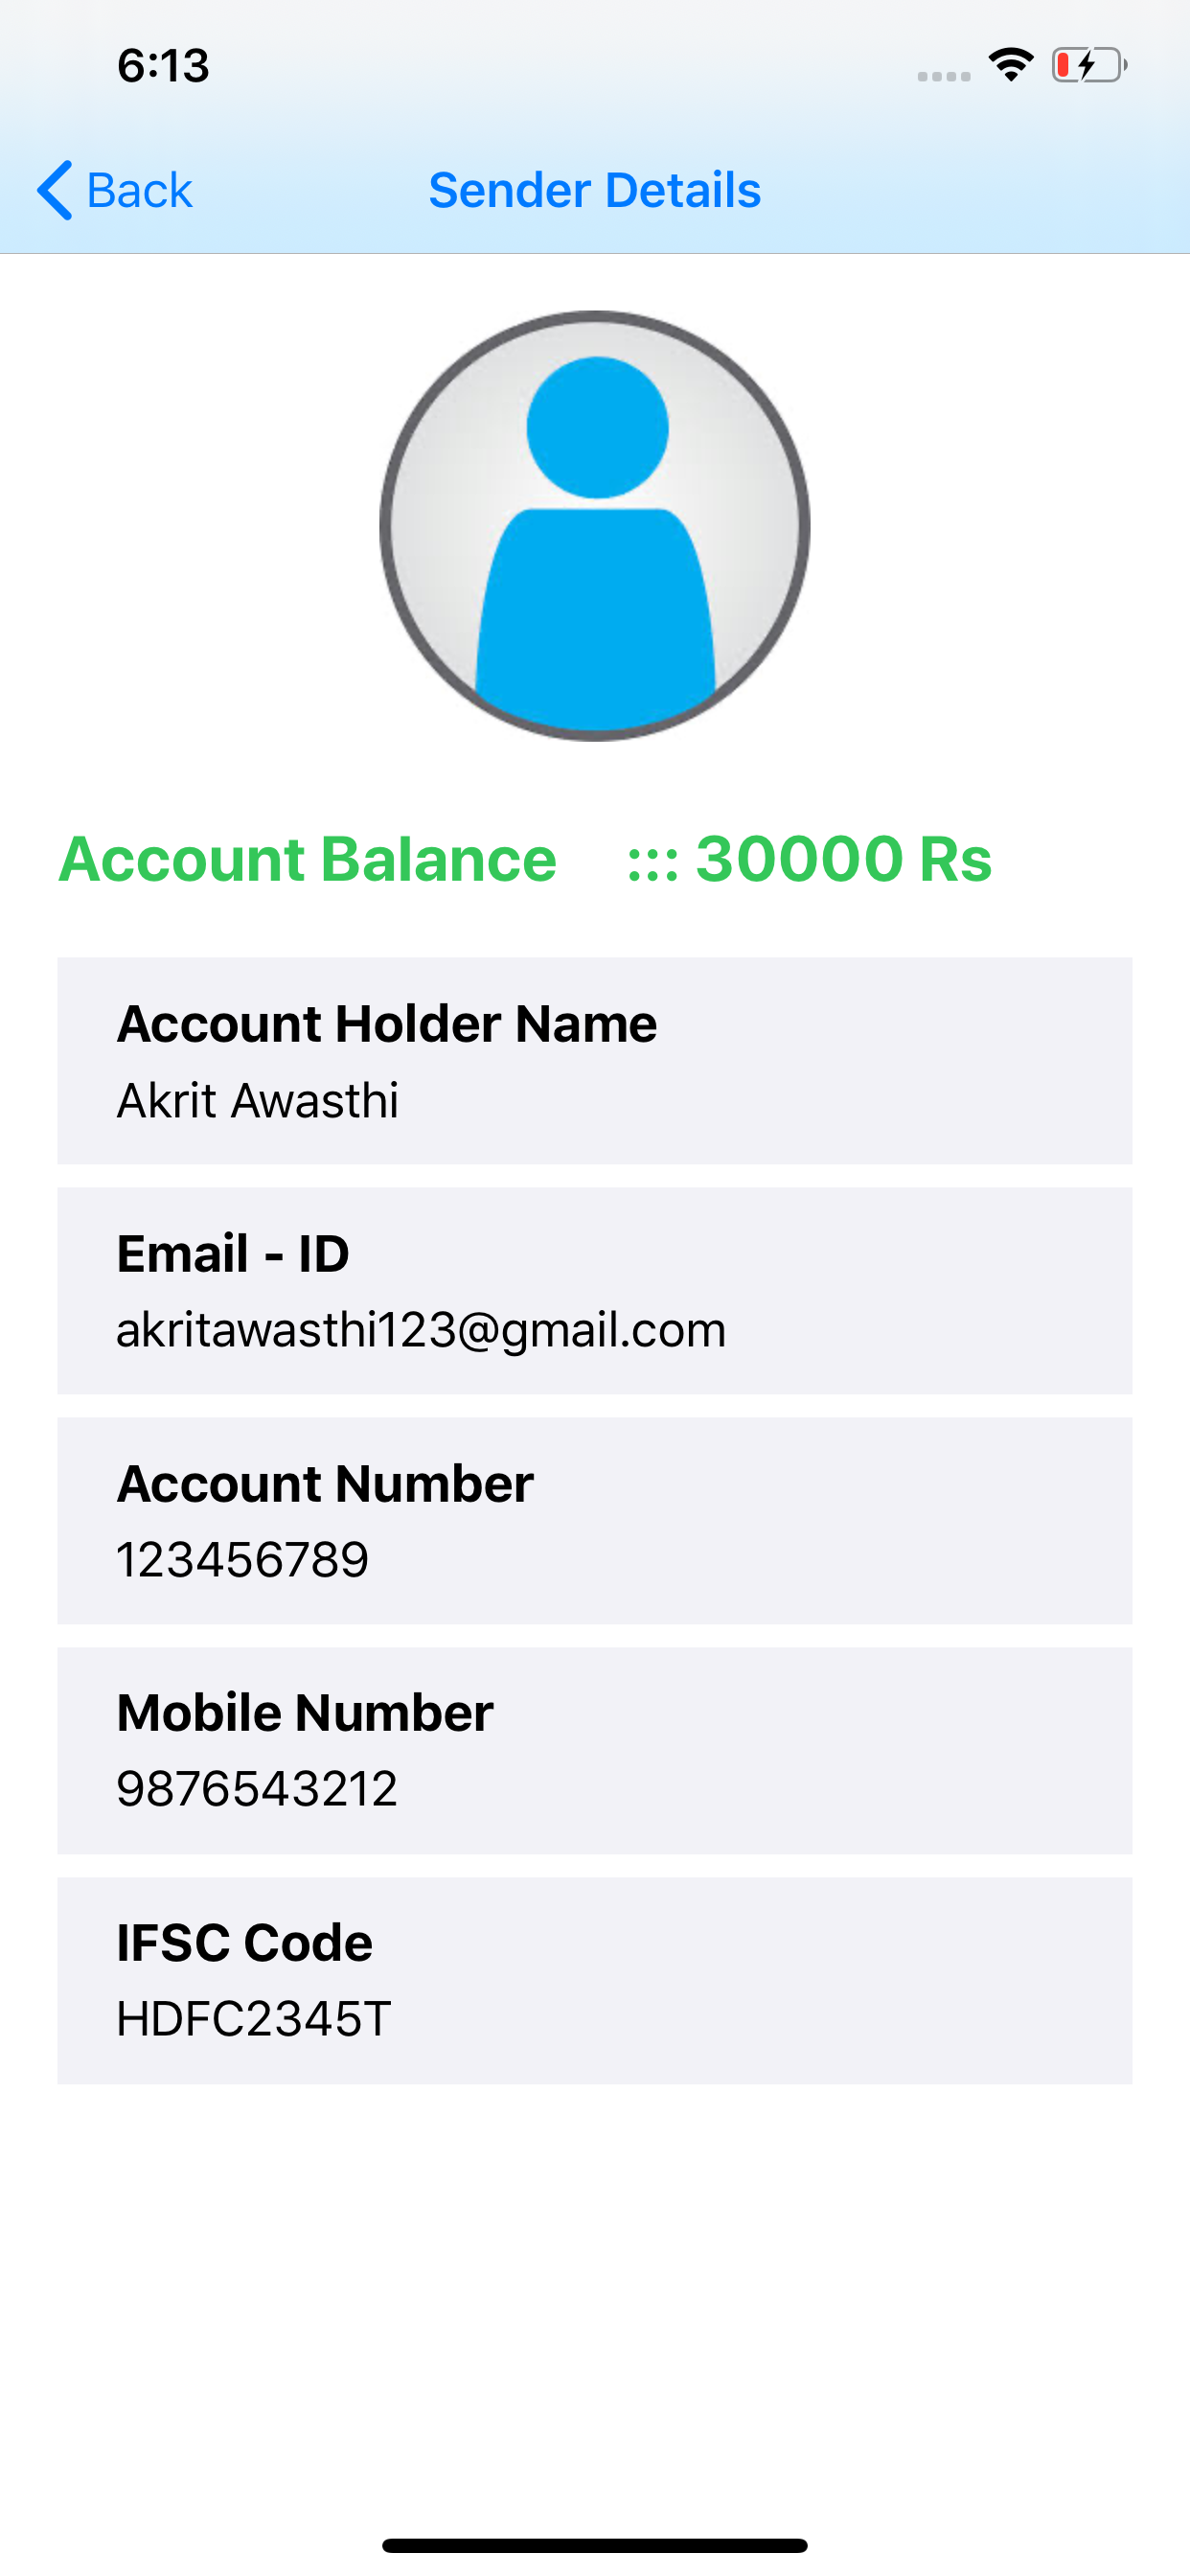 6:13
Back
Sender Details
Account Balance ::: 30000 Rs
Account Holder Name
Akrit Awasthi
Email - ID
akritawasthi123@gmail.com
Account Number
123456789
Mobile Number
9876543212
IFSC Code
HDFC2345T